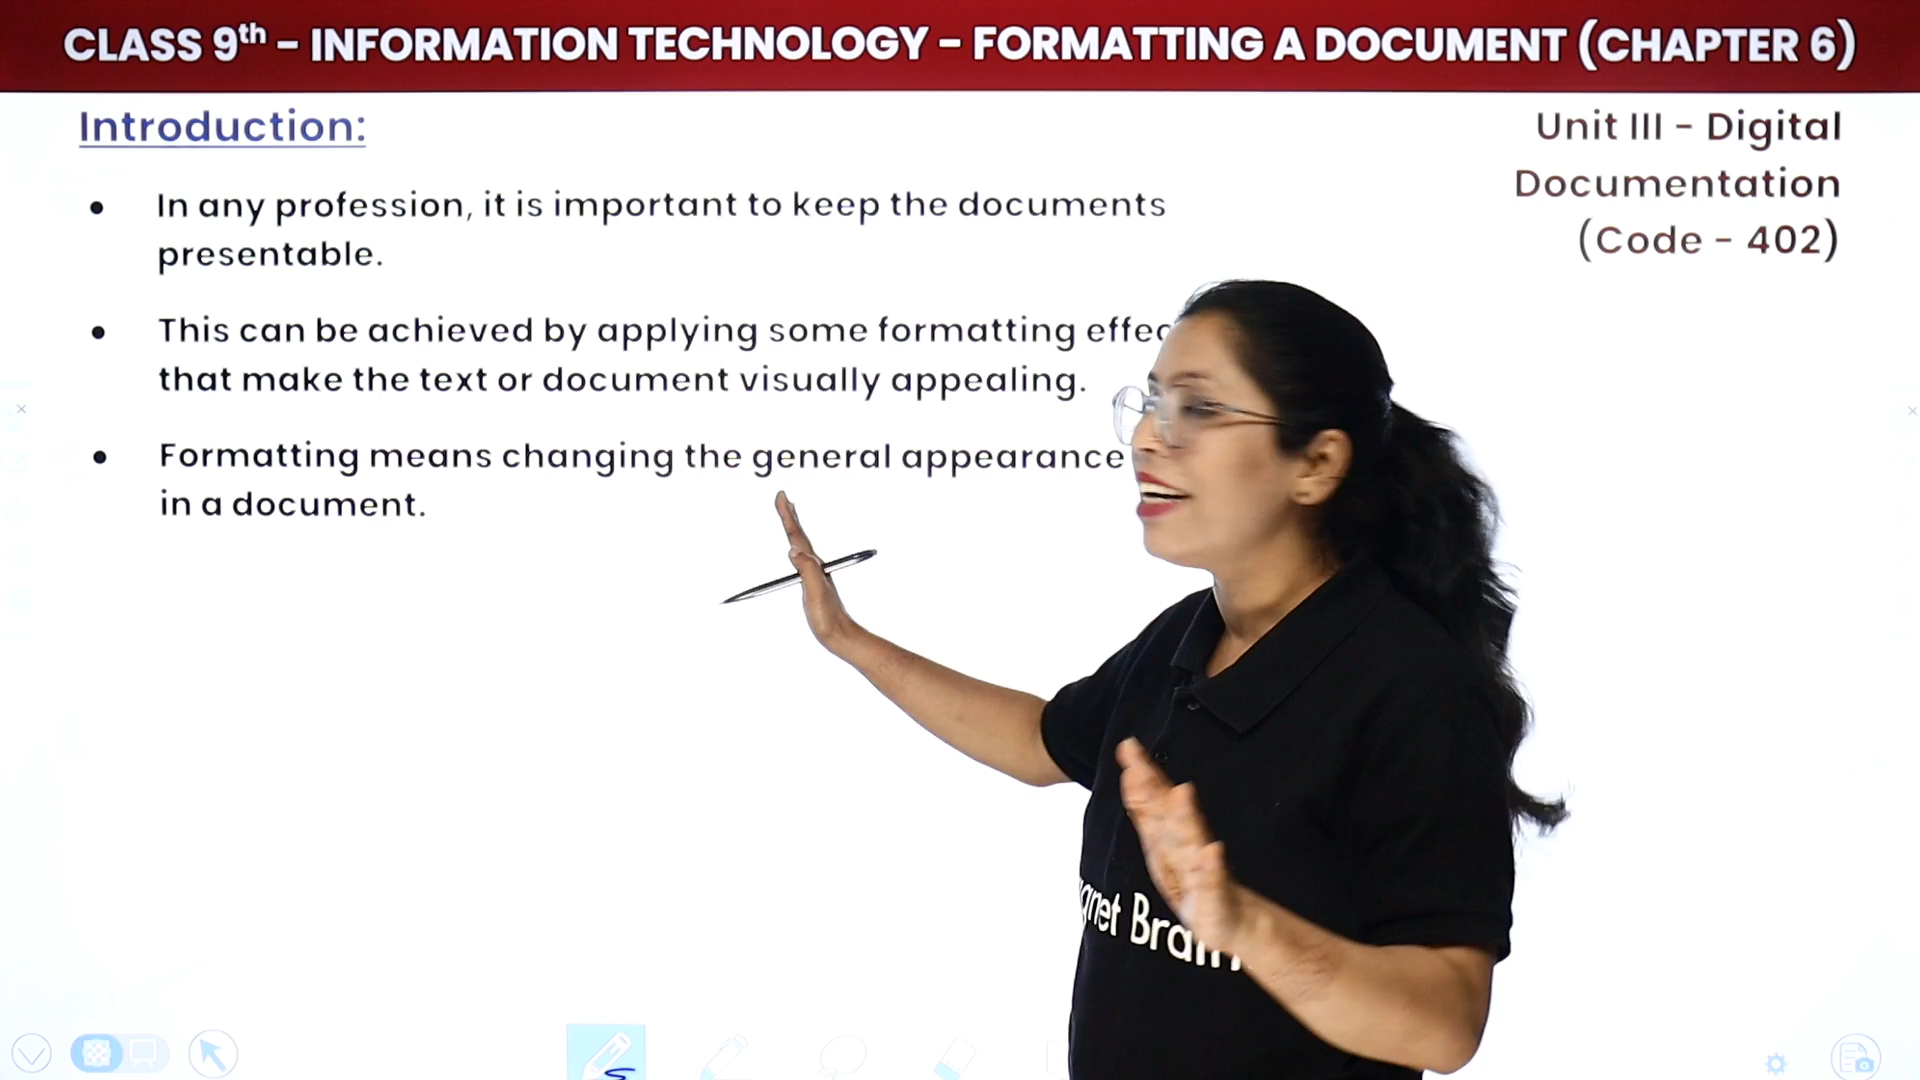 CLASS 9th - INFORMATION TECHNOLOGY - FORMATTING A DOCUMENT (CHAPTER 6)
Introduction:
Unit III - Digital
Documentation
(Code - 402)
• In any profession, it is important to keep the documents
presentable.
• This can be achieved by applying some formatting
that make the text or document visually appealing.
• Formatting means changing the general appearance
in a document.